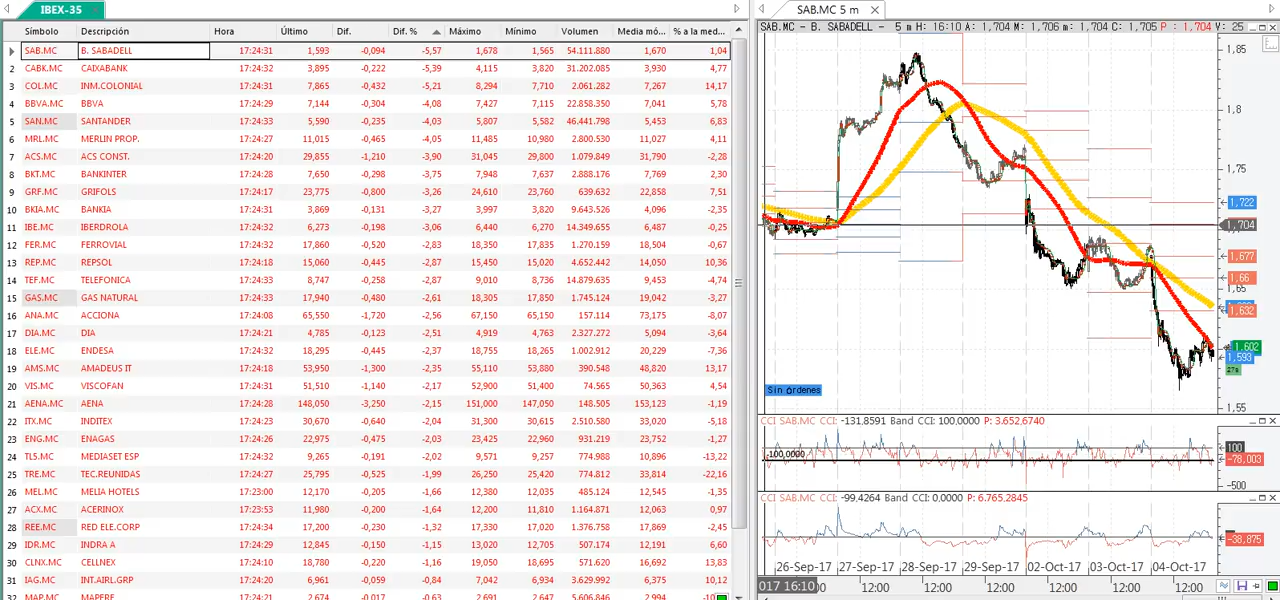 IBEX-35
Símbolo Descripción Hora Último Dif. Dif. % Máximo Mínimo Volumen Media mó... % a la med...
SAB.MC B. SABADELL 17:24:31 1,593 -0,094 -5,57 1,678 1,565 54.111.880 1,670 1,04
2 CABK.MC CAIXABANK 17:24:32 3,895 -0,222 -5,39 4,115 3,820 31.202.085 3,930 4,77
3 COL.MC INM.COLONIAL 17:24:32 7,865 -0,432 -5,21 8,294 7,710 2.061.282 7,267 14,17
4 BBVA.MC BBVA 17:24:29 7,144 -0,304 -4,08 7,427 7,115 22.858.350 7,041 5,78
5 SAN.MC SANTANDER 17:24:32 5,590 -0,235 -4,03 5,807 5,582 46.441.798 5,453 6,83
6 MRL.MC MERLIN PROP. 17:24:27 11,015 -0,465 -4,05 11,485 10,980 2.800.530 11,027 4,11
7 ACS.MC ACS CONST. 17:24:20 29,855 -1,210 -3,90 31,045 29,800 1.079.849 31,790 -2,28
8 BKT.MC BANKINTER 17:24:28 7,650 -0,298 -3,75 7,948 7,637 2.888.176 7,769 2,30
9 GRF.MC GRIFOLS 17:24:17 23,775 -0,800 -3,26 24,610 23,760 639.632 22,858 7,51
10 BKIA.MC BANKIA 17:24:31 3,869 -0,131 -3,27 3,997 3,820 9.643.526 4,096 -2,35
11 IBE.MC IBERDROLA 17:24:32 6,275 -0,198 -3,06 6,440 6,270 14.349.655 6,487 -0,25
12 FER.MC FERROVIAL 17:24:32 17,860 -0,520 -2,83 18,350 17,835 1.270.159 18,504 -0,67
13 REP.MC REPSOL 17:24:18 15,060 -0,445 -2,87 15,450 15,020 4.652.442 14,050 10,36
14 TEF.MC TELEFONICA 17:24:33 8,747 -0,258 -2,87 9,010 8,736 14.879.635 9,453 -4,74
15 GAS.MC GAS NATURAL 17:24:33 17,940 -0,480 -2,61 18,305 17,850 1.745.124 19,042 -3,27
16 ANA.MC ACCIONA 17:24:08 65,550 -1,720 -2,56 67,150 65,150 157.114 73,175 -8,07
17 DIA.MC DIA 17:24:21 4,785 -0,123 -2,51 4,919 4,763 2.327.272 5,094 -3,64
18 ELE.MC ENDESA 17:24:32 18,295 -0,445 -2,37 18,755 18,265 1.002.912 20,229 -7,36
19 AMS.MC AMADEUS IT 17:24:18 53,950 -1,300 -2,35 55,110 53,880 390.548 48,820 13,17
20 VIS.MC VISCOFAN 17:24:31 51,510 -1,140 -2,17 52,900 51,400 74.565 50,363 4,54
21 AENA.MC AENA 17:24:28 148,050 -3,250 -2,15 151,000 147,050 148.505 153,123 -1,19
22 ITX.MC INDITEX 17:24:23 30,670 -0,640 -2,04 31,300 30,615 2.510.580 33,020 -5,18
23 ENG.MC ENAGAS 17:24:26 22,975 -0,475 -2,03 23,425 22,960 931.219 23,752 -1,27
24 TL5.MC MEDIASET ESP 17:24:32 9,265 -0,191 -2,02 9,571 9,257 774.988 10,896 -13,22
25 TRE.MC TEC.REUNIDAS 17:24:27 25,795 -0,525 -1,99 26,250 25,420 774.812 33,814 -22,16
26 MEL.MC MELIA HOTELS 17:23:00 12,170 -0,205 -1,66 12,380 12,035 485.124 12,545 -1,35
27 ACX.MC ACERINOX 17:23:53 11,980 -0,200 -1,64 12,200 11,810 1.164.871 12,063 0,97
28 REE.MC RED ELE.CORP 17:24:34 17,200 -0,230 -1,32 17,330 17,020 1.376.758 17,869 -2,45
29 IDR.MC INDRA A 17:24:29 12,845 -0,150 -1,15 13,020 12,705 507.174 12,191 6,60
30 CLNX.MC CELLNEX 17:24:33 18,780 -0,210 -1,11 19,050 18,695 571.620 16,692 13,83
31 IAG.MC INT.AIRL.GRP 17:24:20 6,961 -0,059 -0,84 7,042 6,934 3.629.992 6,375 10,12
32 MAP.MC MAPFRE 17:24:27 2,674 -0,017 -0,63 2,691 2,647 5.606.846 2,994
SAB.MC 5 m
SAB.MC - B. SABADELL - 5 m H: 16:10 A: 1,704 M: 1,706 m: 1,704 C: 1,705 P: 1,704 V: 25
1,85
1,8
1,75
1,722
1,704
1,677
1,66
1,65
1,632
1,602
1,593
27s
1,55
Sin órdenes
CCI SAB.MC CCI: -131,8591 Band CCI: 100,0000 P: 3.652,6740
-100,0000
100
-78,003
-500
CCI SAB.MC CCI: -99,4264 Band CCI: 0,0000 P: 6.765,2845
-38,875
26-Sep-17 27-Sep-17 28-Sep-17 29-Sep-17 02-Oct-17 03-Oct-17 04-Oct-17
017 16:10 12:00 12:00 12:00 12:00 12:00 12:00